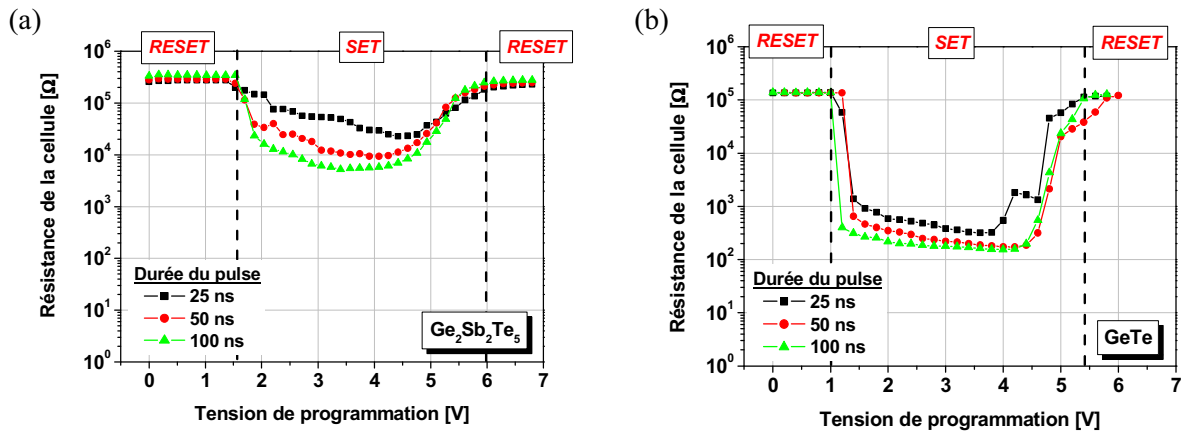 (a)
RESET SET RESET
10⁶
10⁵
10⁴
10³
10²
10¹
10⁰
Résistance de la cellule [Ω]
Durée du pulse
25 ns
50 ns
100 ns
Ge₂Sb₂Te₅
0 1 2 3 4 5 6 7
Tension de programmation [V]
(b)
RESET SET RESET
10⁶
10⁵
10⁴
10³
10²
10¹
10⁰
Résistance de la cellule [Ω]
Durée du pulse
25 ns
50 ns
100 ns
GeTe
0 1 2 3 4 5 6 7
Tension de programmation [V]